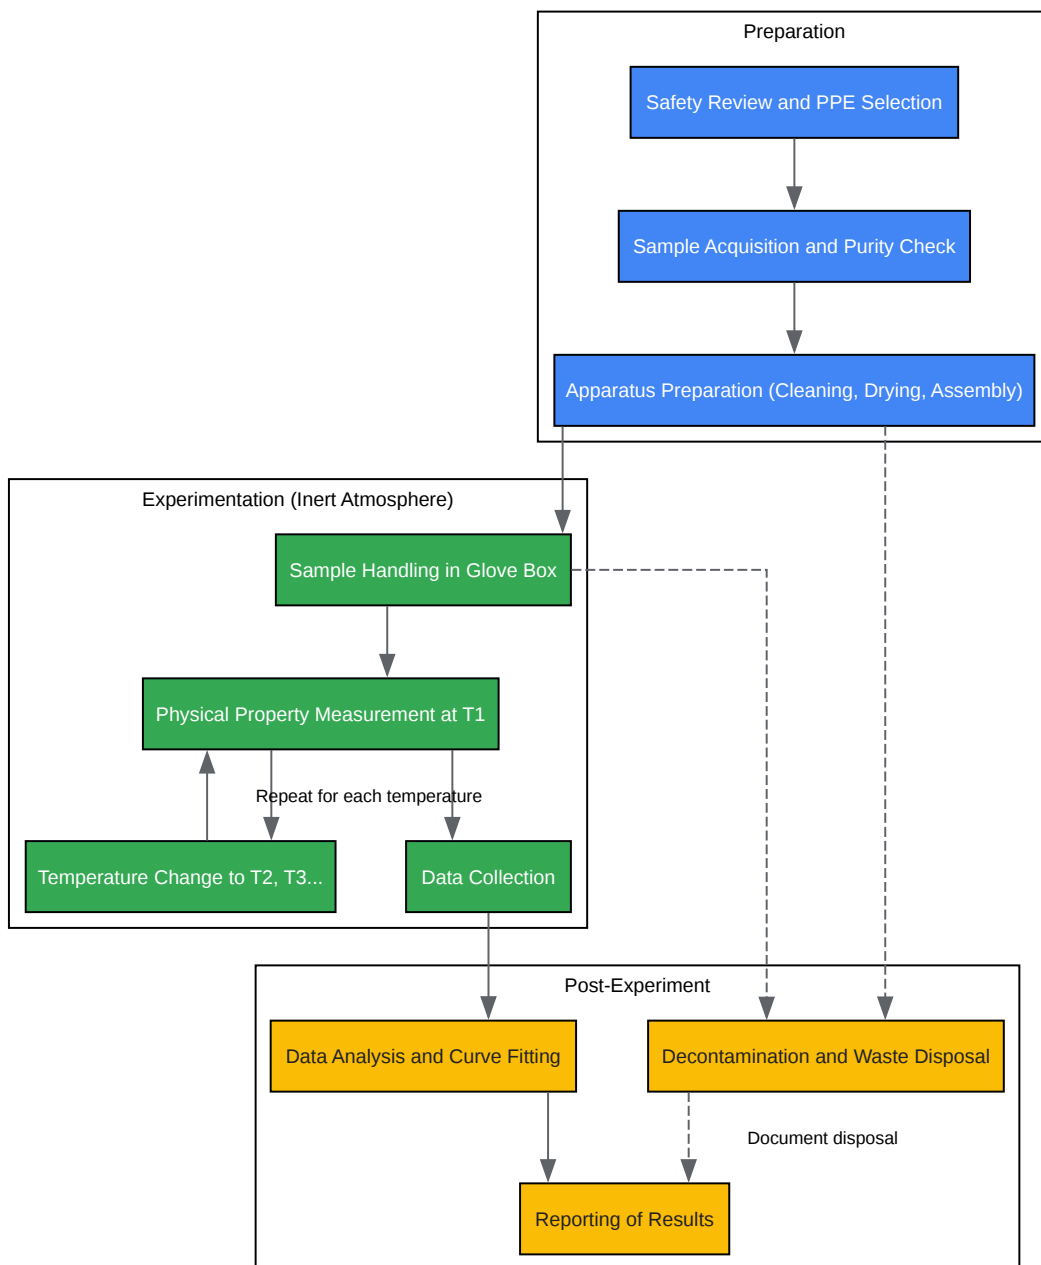 Preparation
Safety Review and PPE Selection
Sample Acquisition and Purity Check
Apparatus Preparation (Cleaning, Drying, Assembly)
Experimentation (Inert Atmosphere)
Sample Handling in Glove Box
Physical Property Measurement at T1
Repeat for each temperature
Temperature Change to T2, T3...
Data Collection
Post-Experiment
Data Analysis and Curve Fitting
Decontamination and Waste Disposal
Document disposal
Reporting of Results